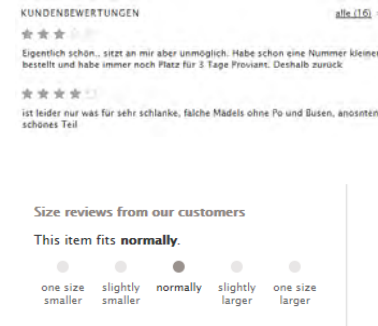 KUNDENBEWERTUNGEN alle (16)
Eigentlich schön., sitzt an mir aber unmöglich. Habe schon eine Nummer kleiner
bestellt und habe immer noch Platz für 3 Tage Proviant. Deshalb zurück
ist leider nur was für sehr schlanke, falche Mädels ohne Po und Busen, anosnten
schönes Teil
Size reviews from our customers
This item fits normally.
one size slightly normally slightly one size
smaller smaller larger larger